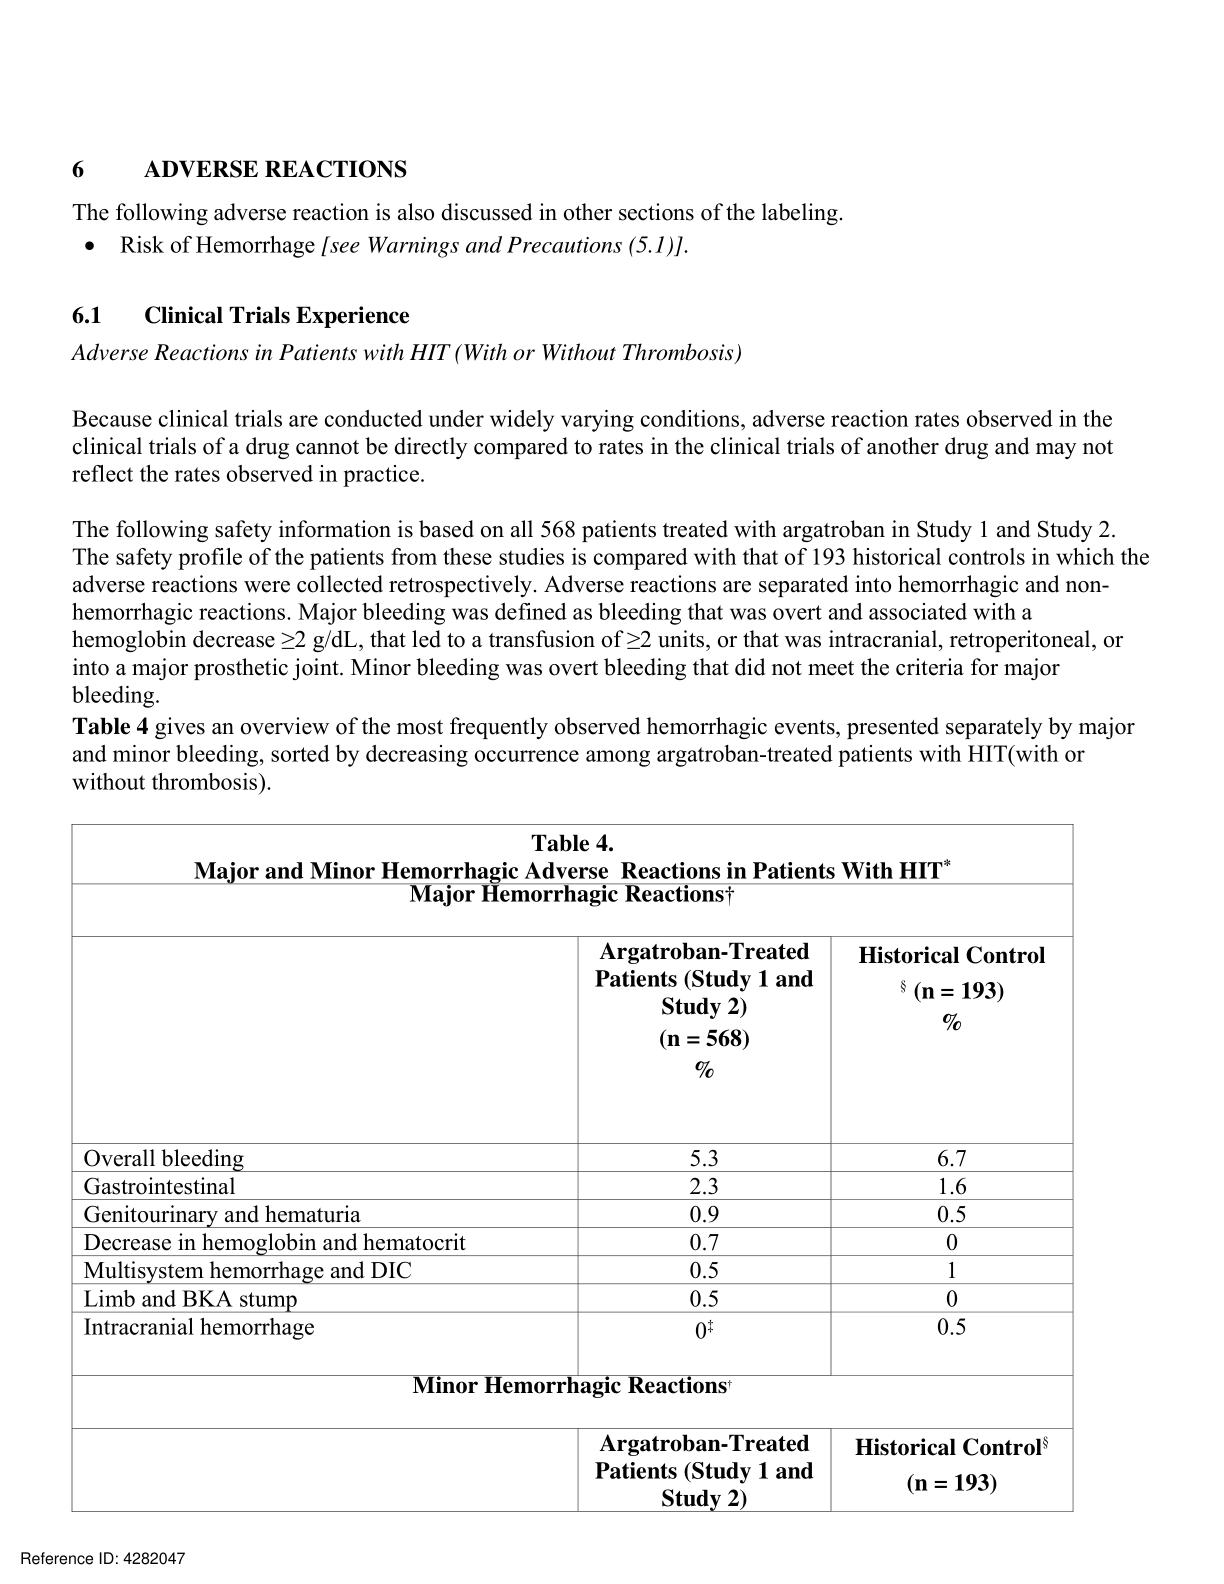 6 ADVERSE REACTIONS
The following adverse reaction is also discussed in other sections of the labeling.
• Risk of Hemorrhage [see Warnings and Precautions (5.1)].
6.1 Clinical Trials Experience
Adverse Reactions in Patients with HIT (With or Without Thrombosis)
Because clinical trials are conducted under widely varying conditions, adverse reaction rates observed in the
clinical trials of a drug cannot be directly compared to rates in the clinical trials of another drug and may not
reflect the rates observed in practice.
The following safety information is based on all 568 patients treated with argatroban in Study 1 and Study 2.
The safety profile of the patients from these studies is compared with that of 193 historical controls in which the
adverse reactions were collected retrospectively. Adverse reactions are separated into hemorrhagic and non-
hemorrhagic reactions. Major bleeding was defined as bleeding that was overt and associated with a
hemoglobin decrease ≥2 g/dL, that led to a transfusion of ≥2 units, or that was intracranial, retroperitoneal, or
into a major prosthetic joint. Minor bleeding was overt bleeding that did not meet the criteria for major
bleeding.
Table 4 gives an overview of the most frequently observed hemorrhagic events, presented separately by major
and minor bleeding, sorted by decreasing occurrence among argatroban-treated patients with HIT(with or
without thrombosis).
Table 4.
Major and Minor Hemorrhagic Adverse Reactions in Patients With HIT*
Major Hemorrhagic Reactions†
Argatroban-Treated
Patients (Study 1 and
Study 2)
(n = 568)
%
Historical Control
§ (n = 193)
%
Overall bleeding 5.3 6.7
Gastrointestinal 2.3 1.6
Genitourinary and hematuria 0.9 0.5
Decrease in hemoglobin and hematocrit 0.7 0
Multisystem hemorrhage and DIC 0.5 1
Limb and BKA stump 0.5 0
Intracranial hemorrhage 0‡ 0.5
Minor Hemorrhagic Reactions†
Argatroban-Treated
Patients (Study 1 and
Study 2)
Historical Control§
(n = 193)
Reference ID: 4282047